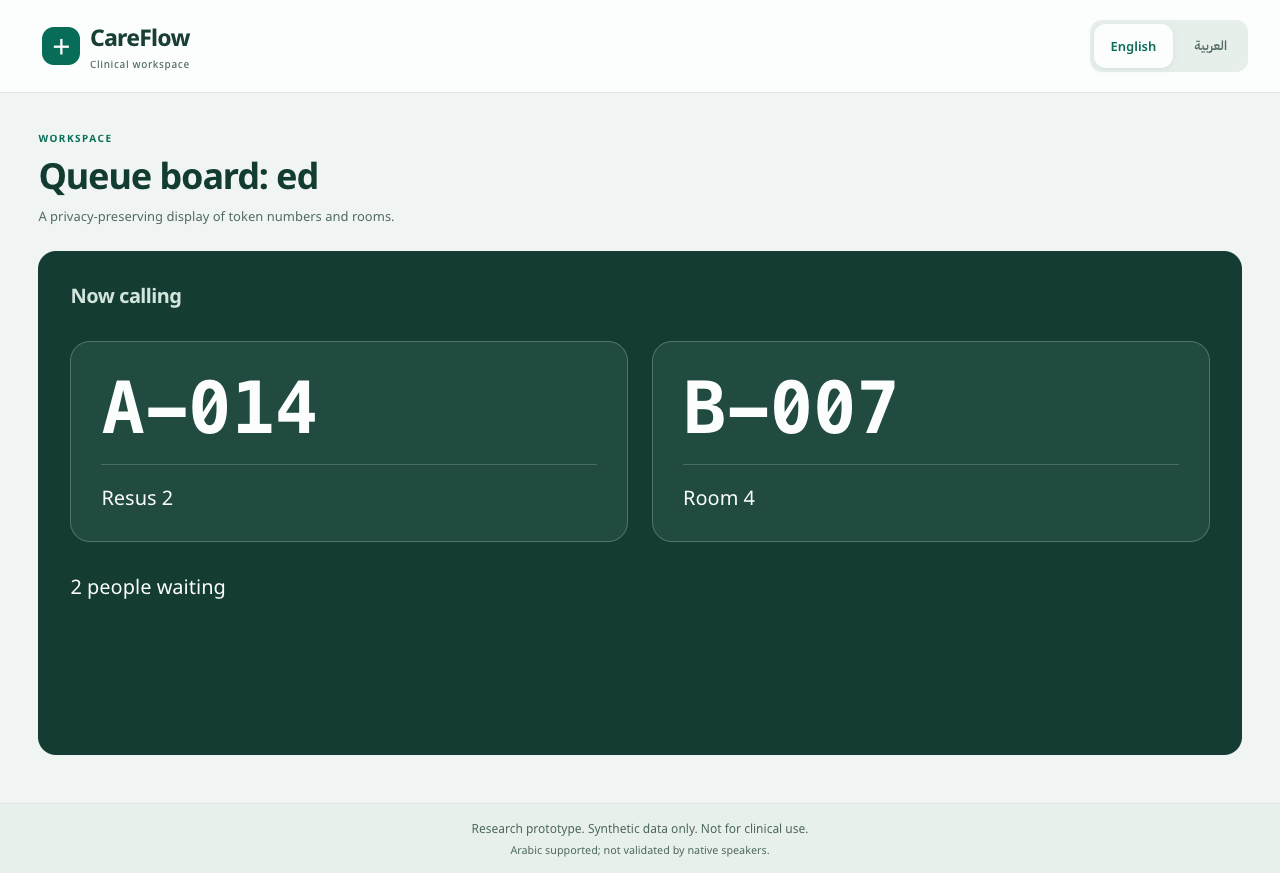 CareFlow
Clinical workspace
English
العربية
WORKSPACE
Queue board: ed
A privacy-preserving display of token numbers and rooms.
Now calling
A–014
Resus 2
B–007
Room 4
2 people waiting
Research prototype. Synthetic data only. Not for clinical use.
Arabic supported; not validated by native speakers.